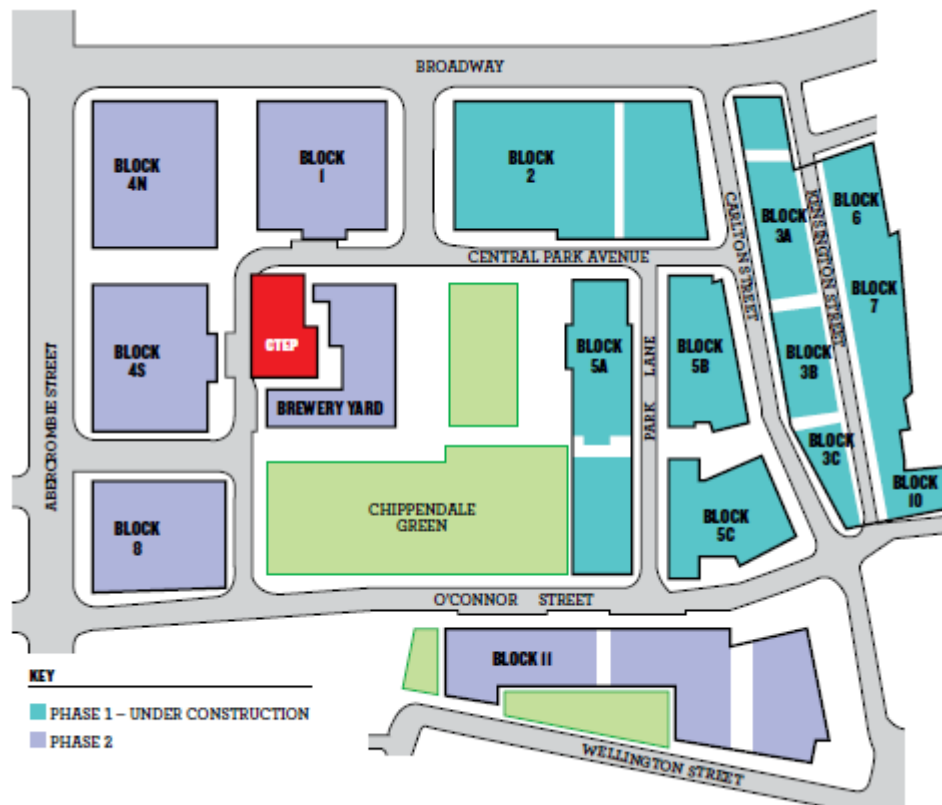 BROADWAY
BLOCK
4N
BLOCK
1
BLOCK
2
CARLTON STREET
BLOCK
3A
KENSINGTON STREET
BLOCK
6
CENTRAL PARK AVENUE
BLOCK
7
ABERCROMBIE STREET
BLOCK
4S
CTEP
BREWERY YARD
BLOCK
5A
PARK LANE
BLOCK
5B
BLOCK
3B
BLOCK
3C
BLOCK
10
CHIPPENDALE
GREEN
BLOCK
8
BLOCK
5C
O'CONNOR STREET
BLOCK 11
WELLINGTON STREET
KEY
PHASE 1 – UNDER CONSTRUCTION
PHASE 2